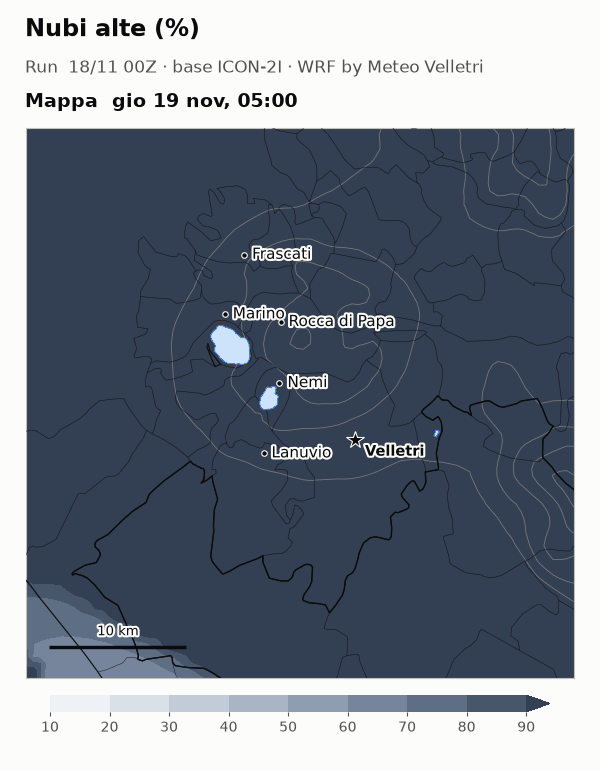 Nubi alte (%)
Run  18/11 00Z · base ICON-2I · WRF by Meteo Velletri
Mappa  gio 19 nov, 05:00
Frascati
Marino
Rocca di Papa
Nemi
Velletri
Lanuvio
10 km
10 20 30 40 50 60 70 80 90